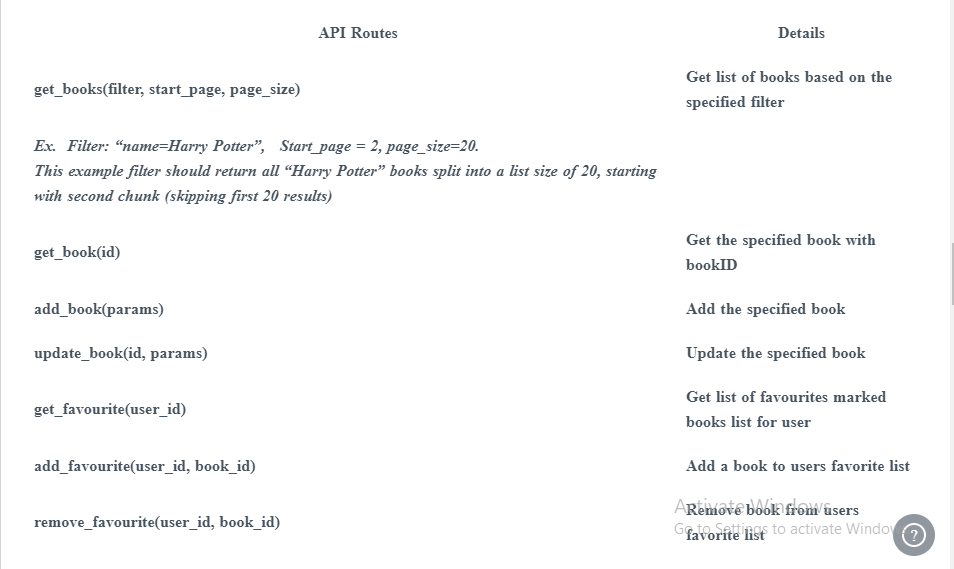 API Routes Details
get_books(filter, start_page, page_size)
Get list of books based on the
specified filter
Ex. Filter: “name=Harry Potter”, Start_page = 2, page_size=20.
This example filter should return all “Harry Potter” books split into a list size of 20, starting
with second chunk (skipping first 20 results)
get_book(id)
Get the specified book with
bookID
add_book(params) Add the specified book
update_book(id, params) Update the specified book
get_favourite(user_id)
Get list of favourites marked
books list for user
add_favourite(user_id, book_id) Add a book to users favorite list
remove_favourite(user_id, book_id)
Remove book from users
favorite list
Activate Windows
Go to Settings to activate Windows
?